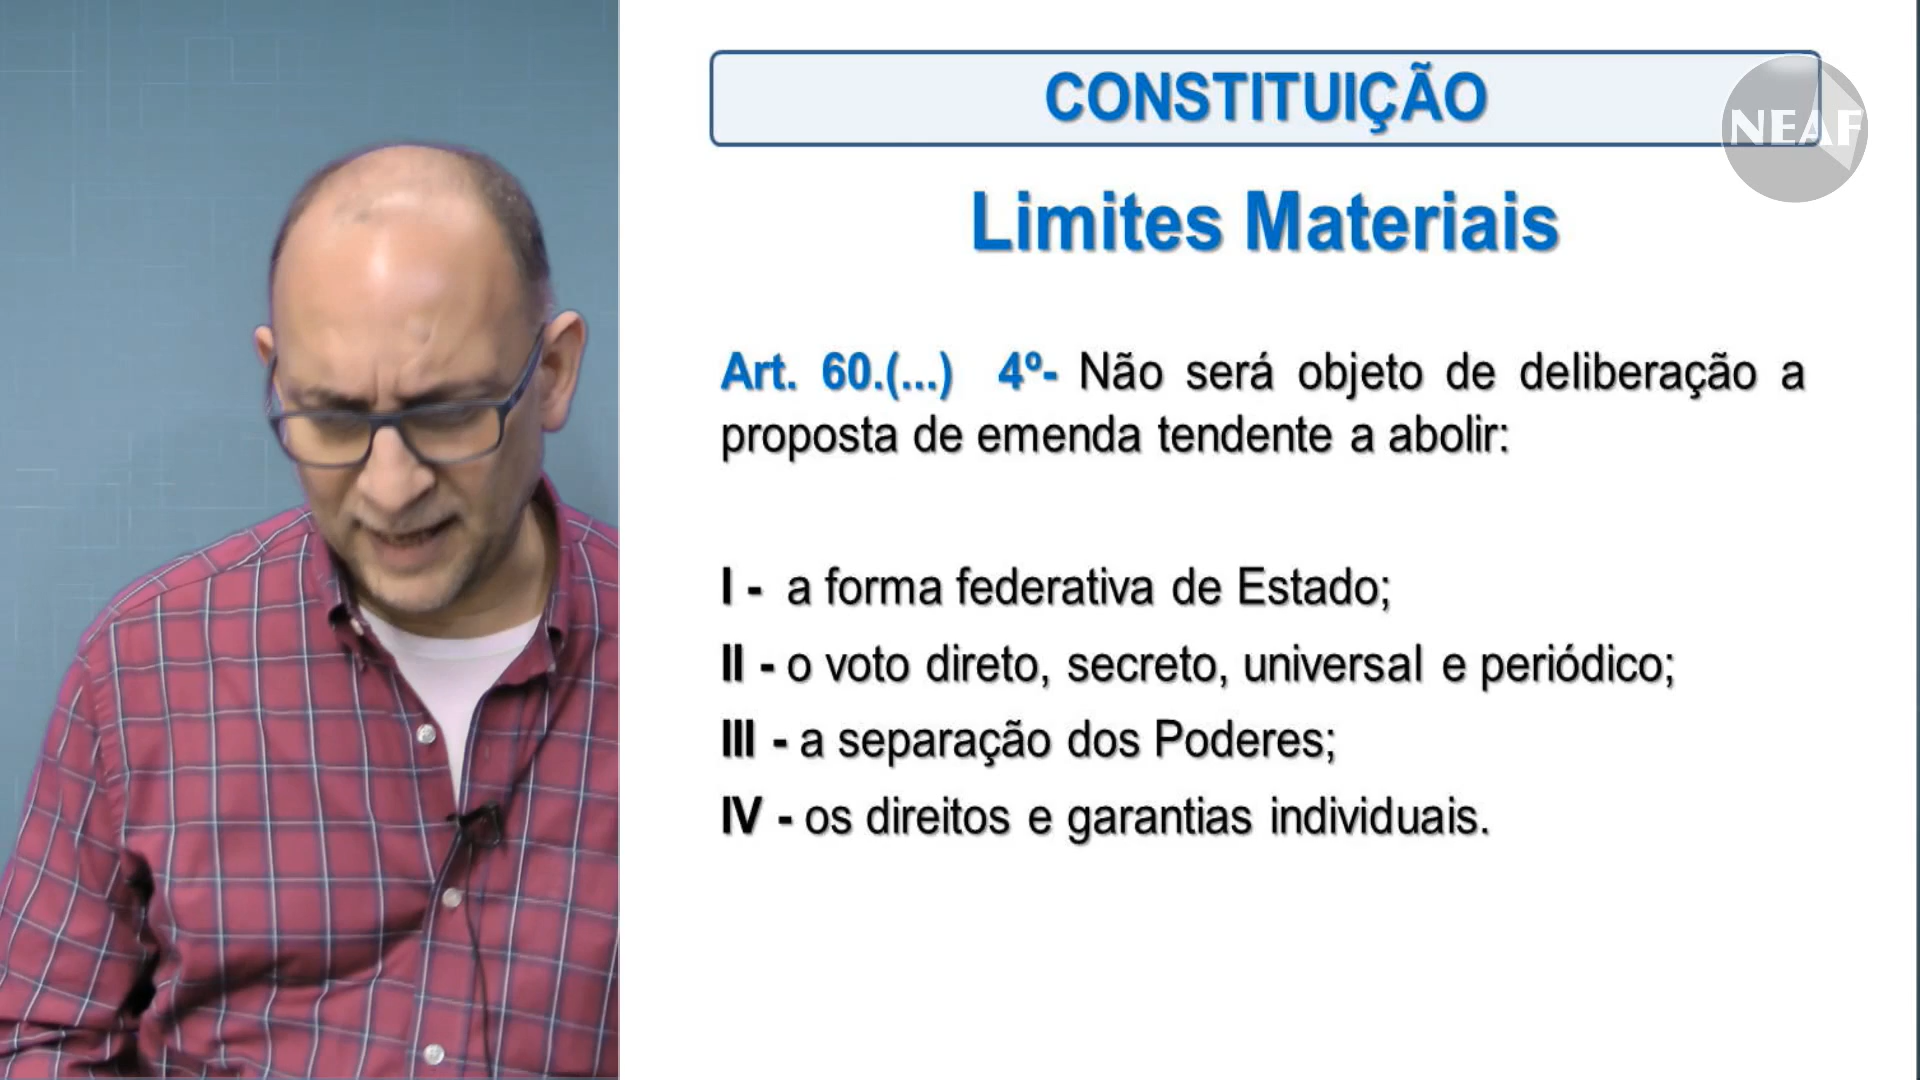 CONSTITUIÇÃO
NEAF
Limites Materiais
Art. 60.(...) 4º- Não será objeto de deliberação a
proposta de emenda tendente a abolir:
I - a forma federativa de Estado;
II - o voto direto, secreto, universal e periódico;
III - a separação dos Poderes;
IV - os direitos e garantias individuais.